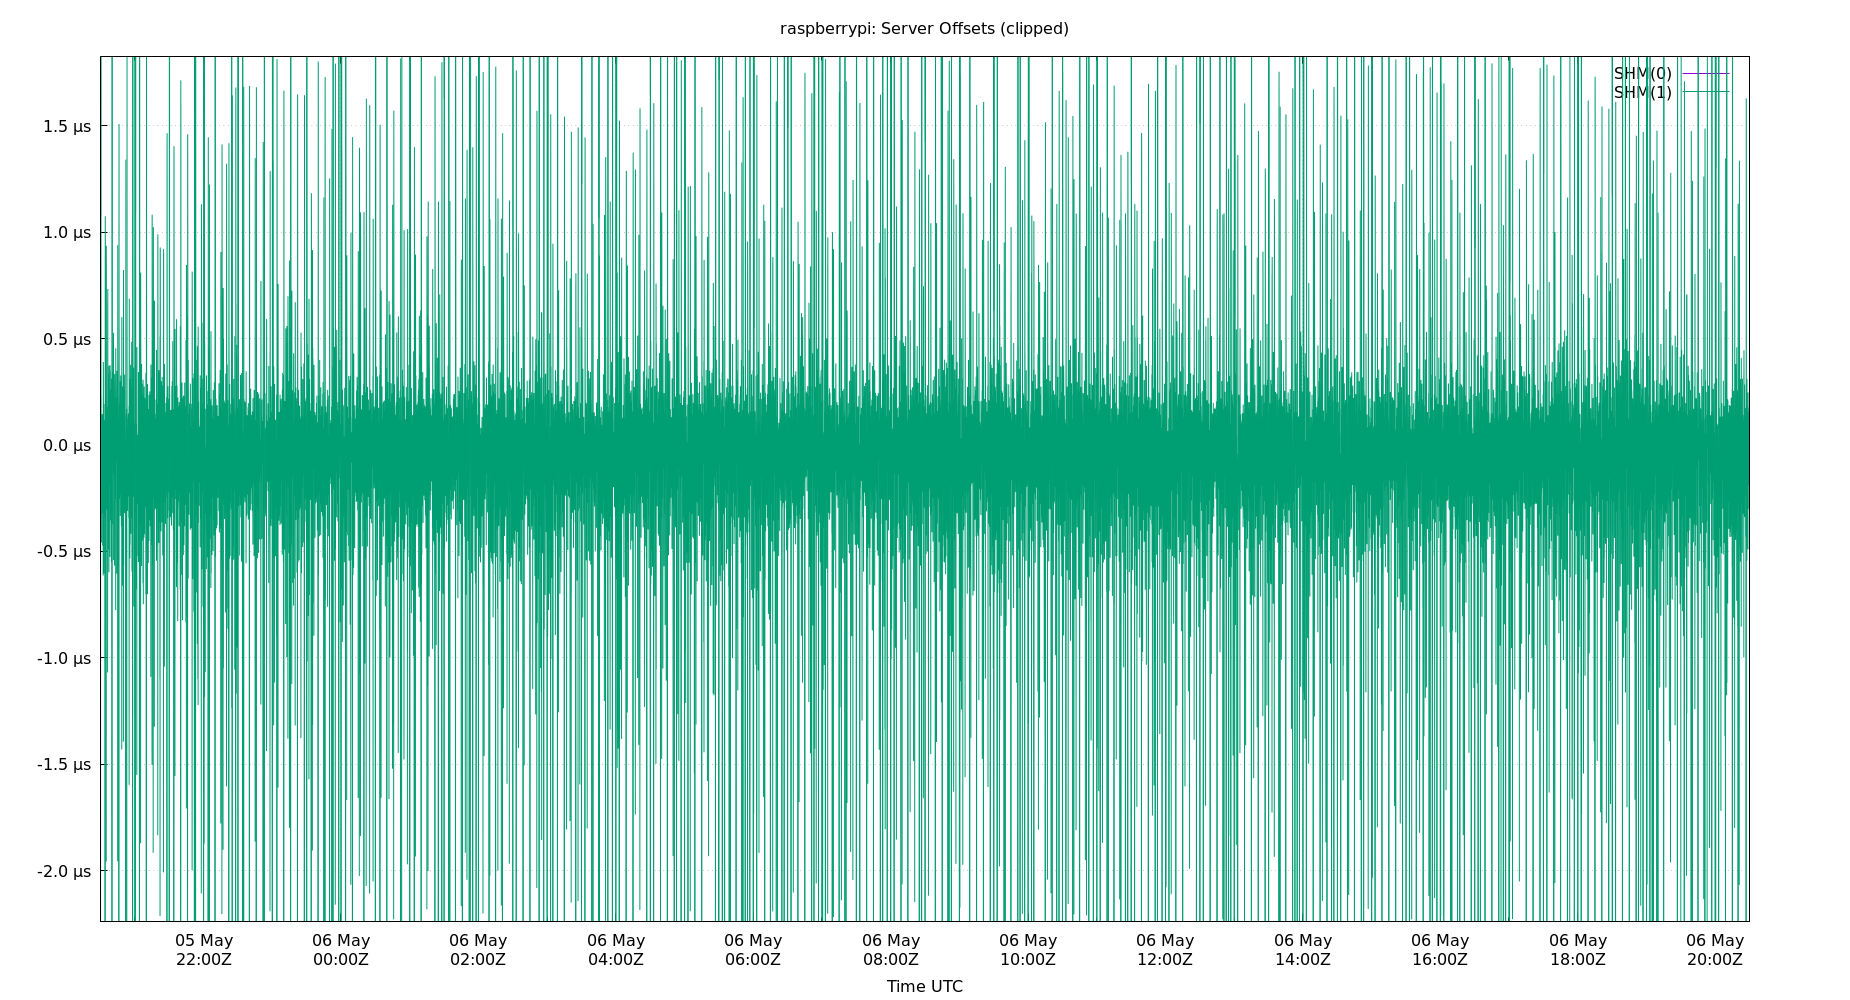 raspberrypi: Server Offsets (clipped)
SHM(0)
SHM(1)
1.5 µs
1.0 µs
0.5 µs
0.0 µs
-0.5 µs
-1.0 µs
-1.5 µs
-2.0 µs
05 May 06 May 06 May 06 May 06 May 06 May 06 May 06 May 06 May 06 May 06 May 06 May
22:00Z 00:00Z 02:00Z 04:00Z 06:00Z 08:00Z 10:00Z 12:00Z 14:00Z 16:00Z 18:00Z 20:00Z
Time UTC